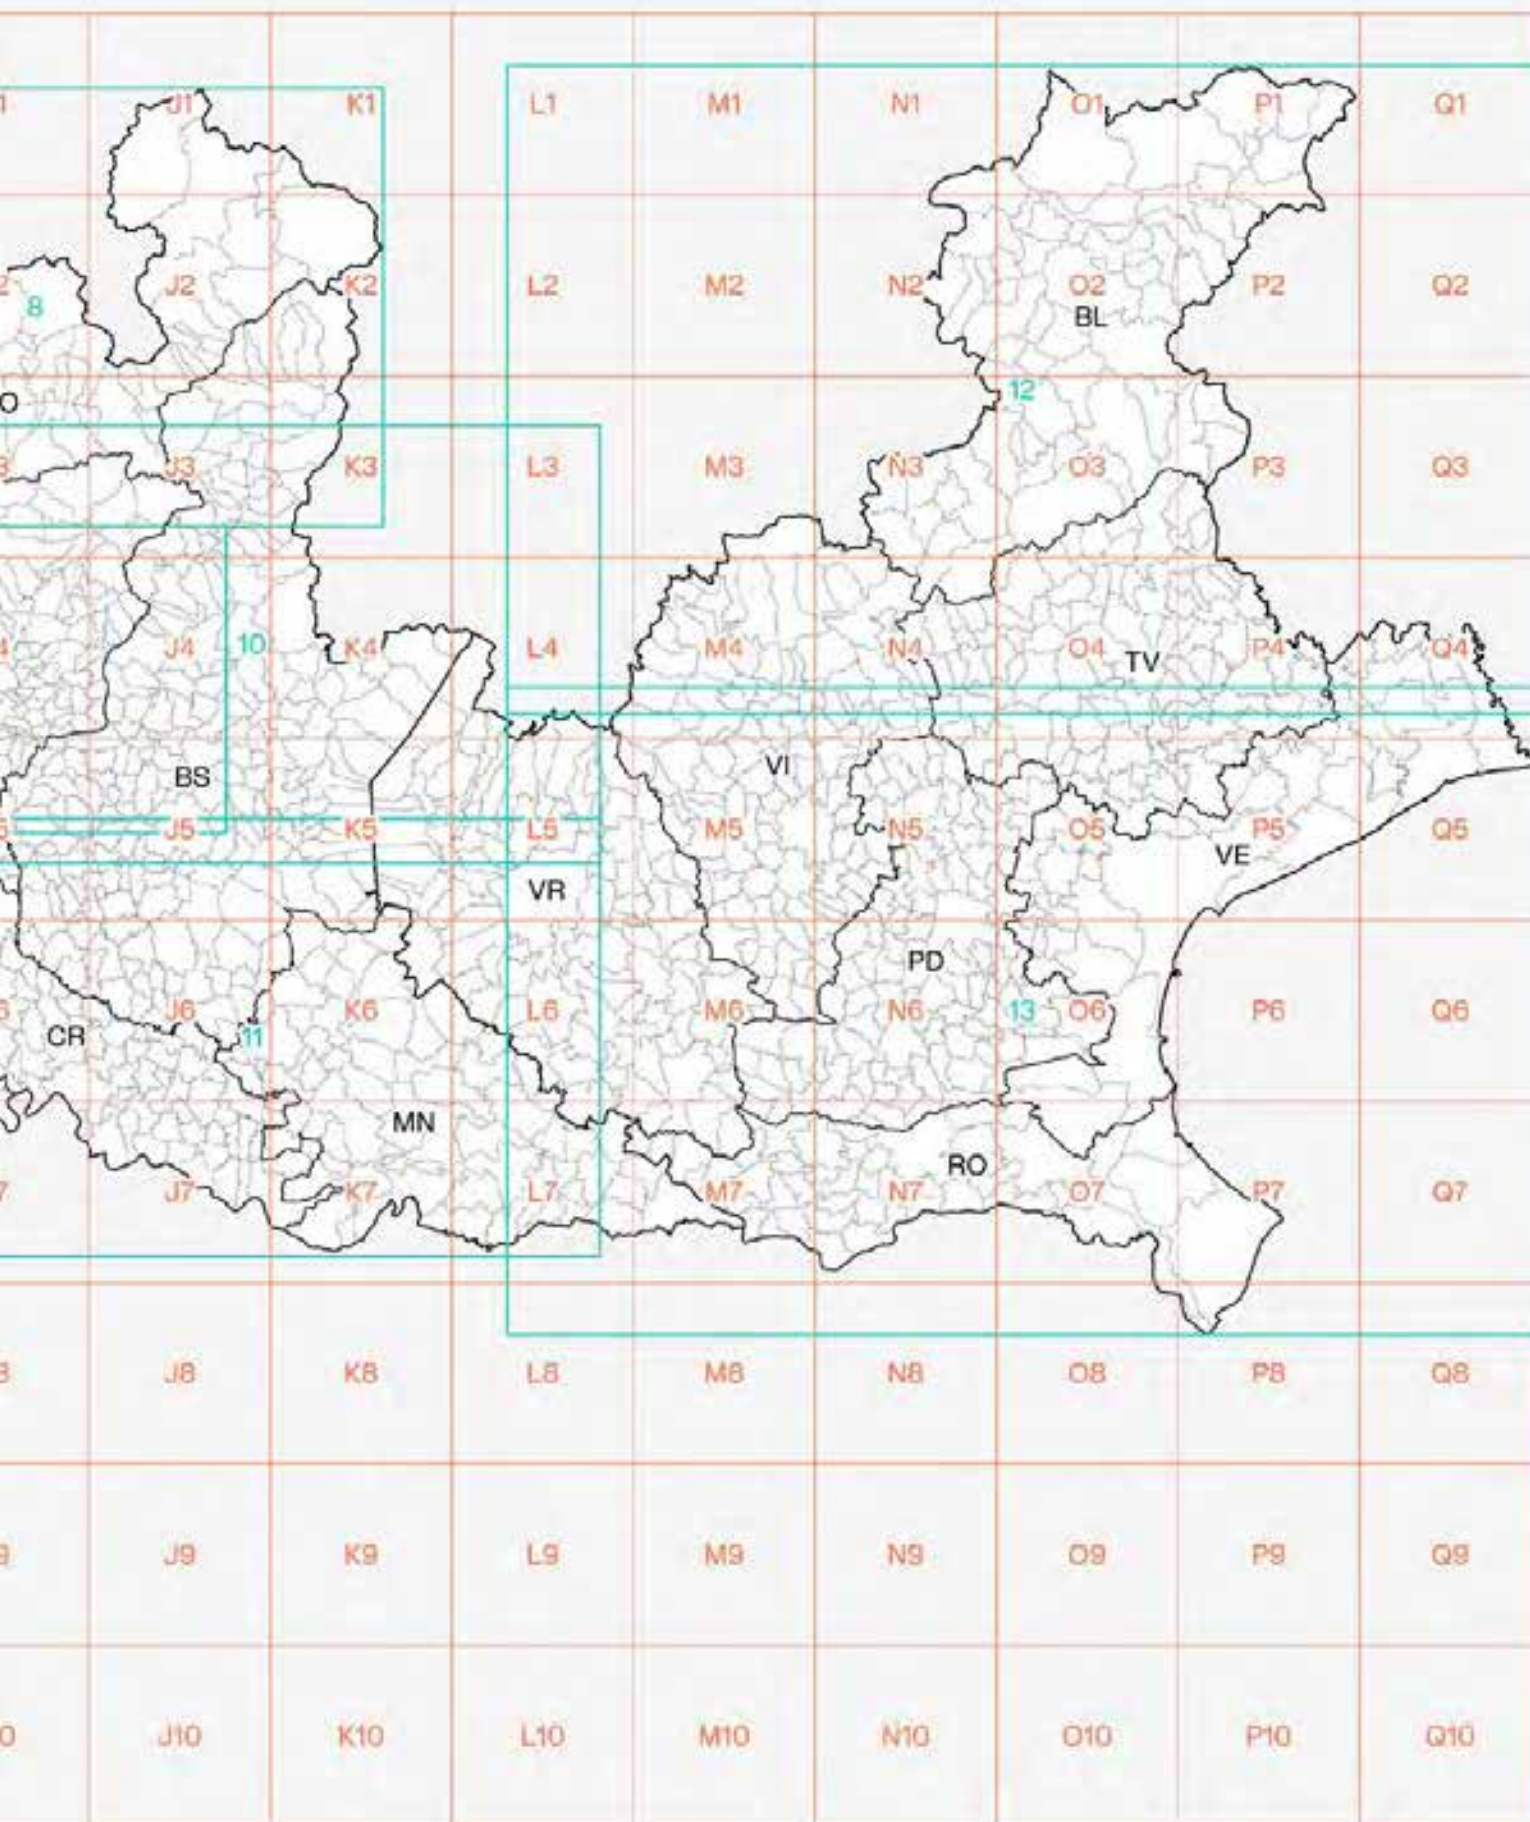 J1 K1 L1 M1 N1 O1 P1 Q1
J2 K2 L2 M2 N2 O2 P2 Q2
8
BL
12
O
J3 K3 L3 M3 N3 O3 P3 Q3
J4 10 K4 L4 M4 N4 O4 P4 Q4
TV
VI
BS
J5 K5 L5 M5 N5 O5 P5 Q5
VE
VR
PD
J6 K6 L6 M6 N6 13 O6 P6 Q6
CR 11
MN
RO
J7 K7 L7 M7 N7 O7 P7 Q7
J8 K8 L8 M8 N8 O8 P8 Q8
J9 K9 L9 M9 N9 O9 P9 Q9
J10 K10 L10 M10 N10 O10 P10 Q10